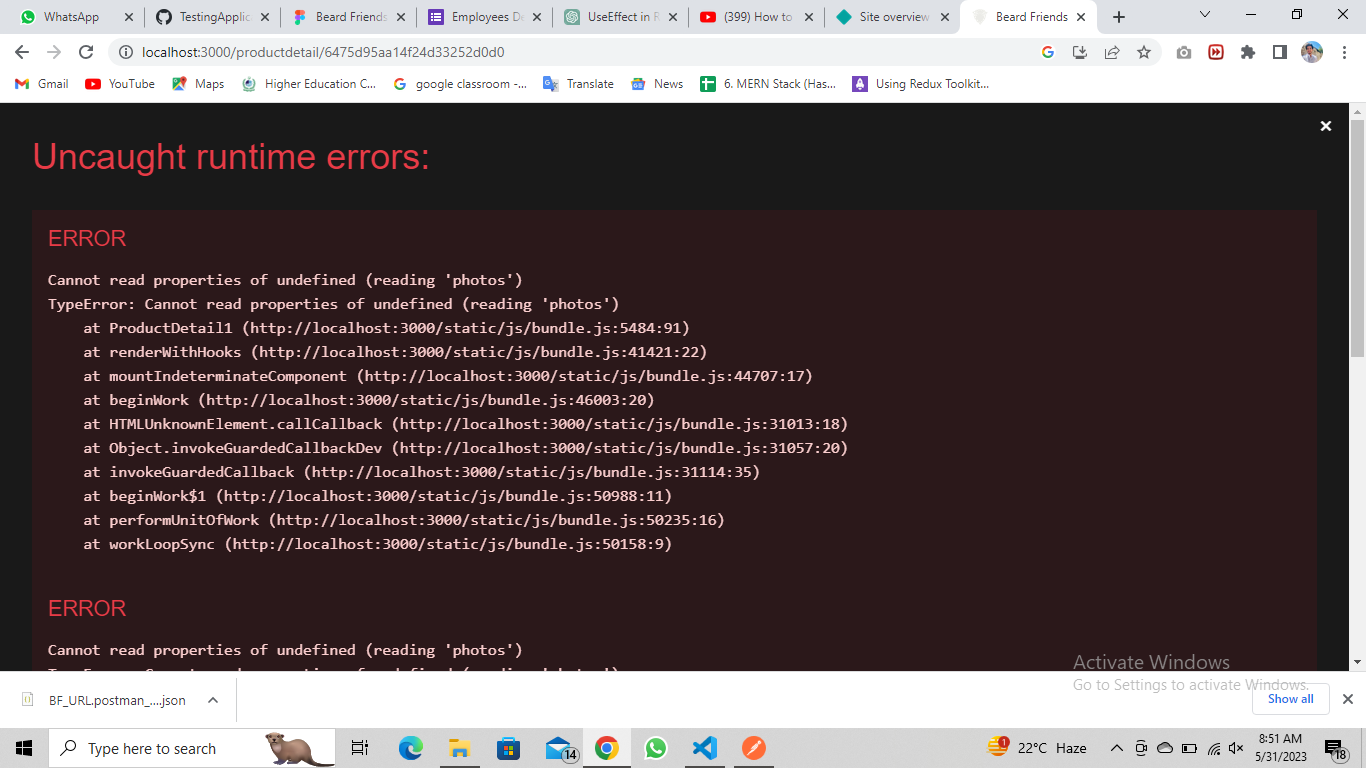 WhatsApp
TestingApplic
Beard Friends
Employees De
UseEffect in R
(399) How to
Site overview
Beard Friends
localhost:3000/productdetail/6475d95aa14f24d33252d0d0
Gmail
YouTube
Maps
Higher Education C...
google classroom -...
Translate
News
6. MERN Stack (Has...
Using Redux Toolkit...
Uncaught runtime errors:
ERROR
Cannot read properties of undefined (reading 'photos')
TypeError: Cannot read properties of undefined (reading 'photos')
at ProductDetail1 (http://localhost:3000/static/js/bundle.js:5484:91)
at renderWithHooks (http://localhost:3000/static/js/bundle.js:41421:22)
at mountIndeterminateComponent (http://localhost:3000/static/js/bundle.js:44707:17)
at beginWork (http://localhost:3000/static/js/bundle.js:46003:20)
at HTMLUnknownElement.callCallback (http://localhost:3000/static/js/bundle.js:31013:18)
at Object.invokeGuardedCallbackDev (http://localhost:3000/static/js/bundle.js:31057:20)
at invokeGuardedCallback (http://localhost:3000/static/js/bundle.js:31114:35)
at beginWork$1 (http://localhost:3000/static/js/bundle.js:50988:11)
at performUnitOfWork (http://localhost:3000/static/js/bundle.js:50235:16)
at workLoopSync (http://localhost:3000/static/js/bundle.js:50158:9)
ERROR
Cannot read properties of undefined (reading 'photos')
Activate Windows
Go to Settings to activate Windows.
BF_URL.postman_....json
Show all
Type here to search
14
1
22°C Haze
8:51 AM
5/31/2023
18